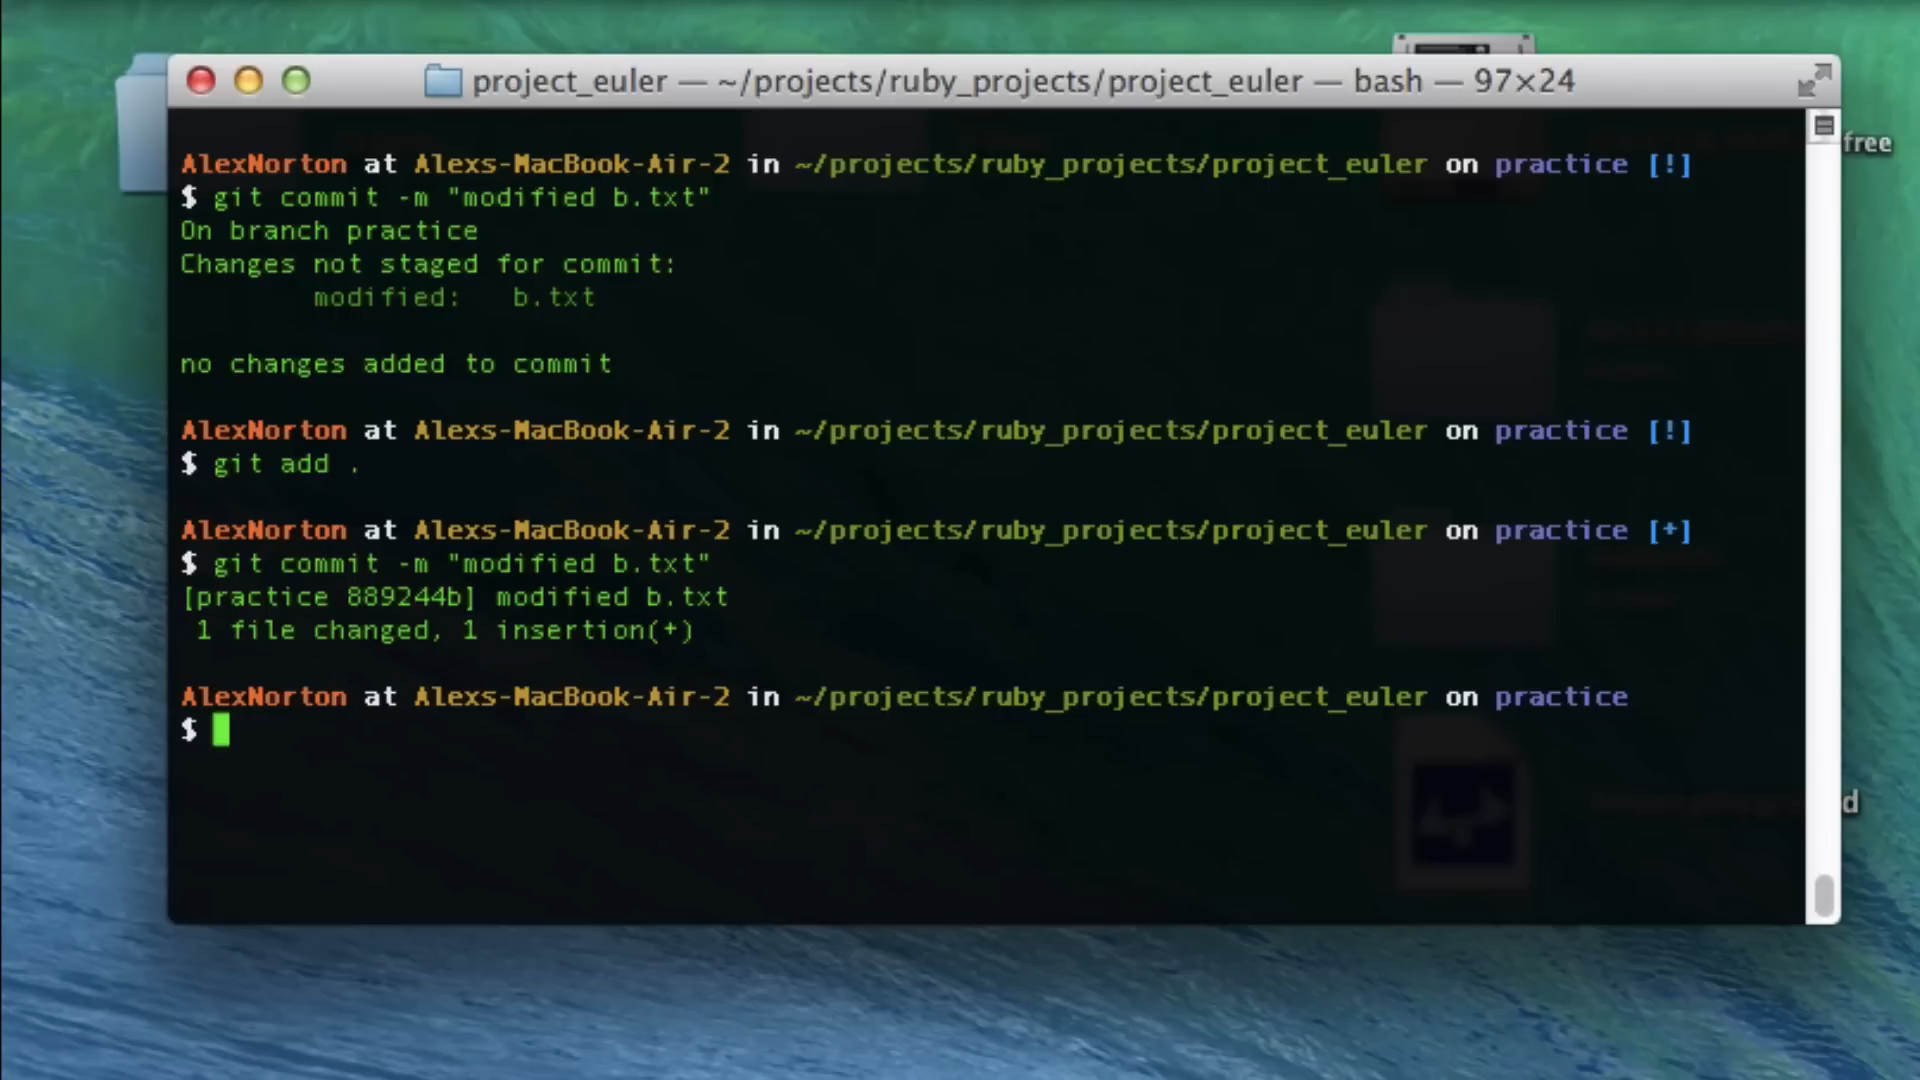 project_euler — ~/projects/ruby_projects/project_euler — bash — 97×24
free
AlexNorton at Alexs-MacBook-Air-2 in ~/projects/ruby_projects/project_euler on practice [!]
$ git commit -m "modified b.txt"
On branch practice
Changes not staged for commit:
modified:   b.txt
no changes added to commit
AlexNorton at Alexs-MacBook-Air-2 in ~/projects/ruby_projects/project_euler on practice [!]
$ git add .
AlexNorton at Alexs-MacBook-Air-2 in ~/projects/ruby_projects/project_euler on practice [+]
$ git commit -m "modified b.txt"
[practice 889244b] modified b.txt
1 file changed, 1 insertion(+)
AlexNorton at Alexs-MacBook-Air-2 in ~/projects/ruby_projects/project_euler on practice
$
d